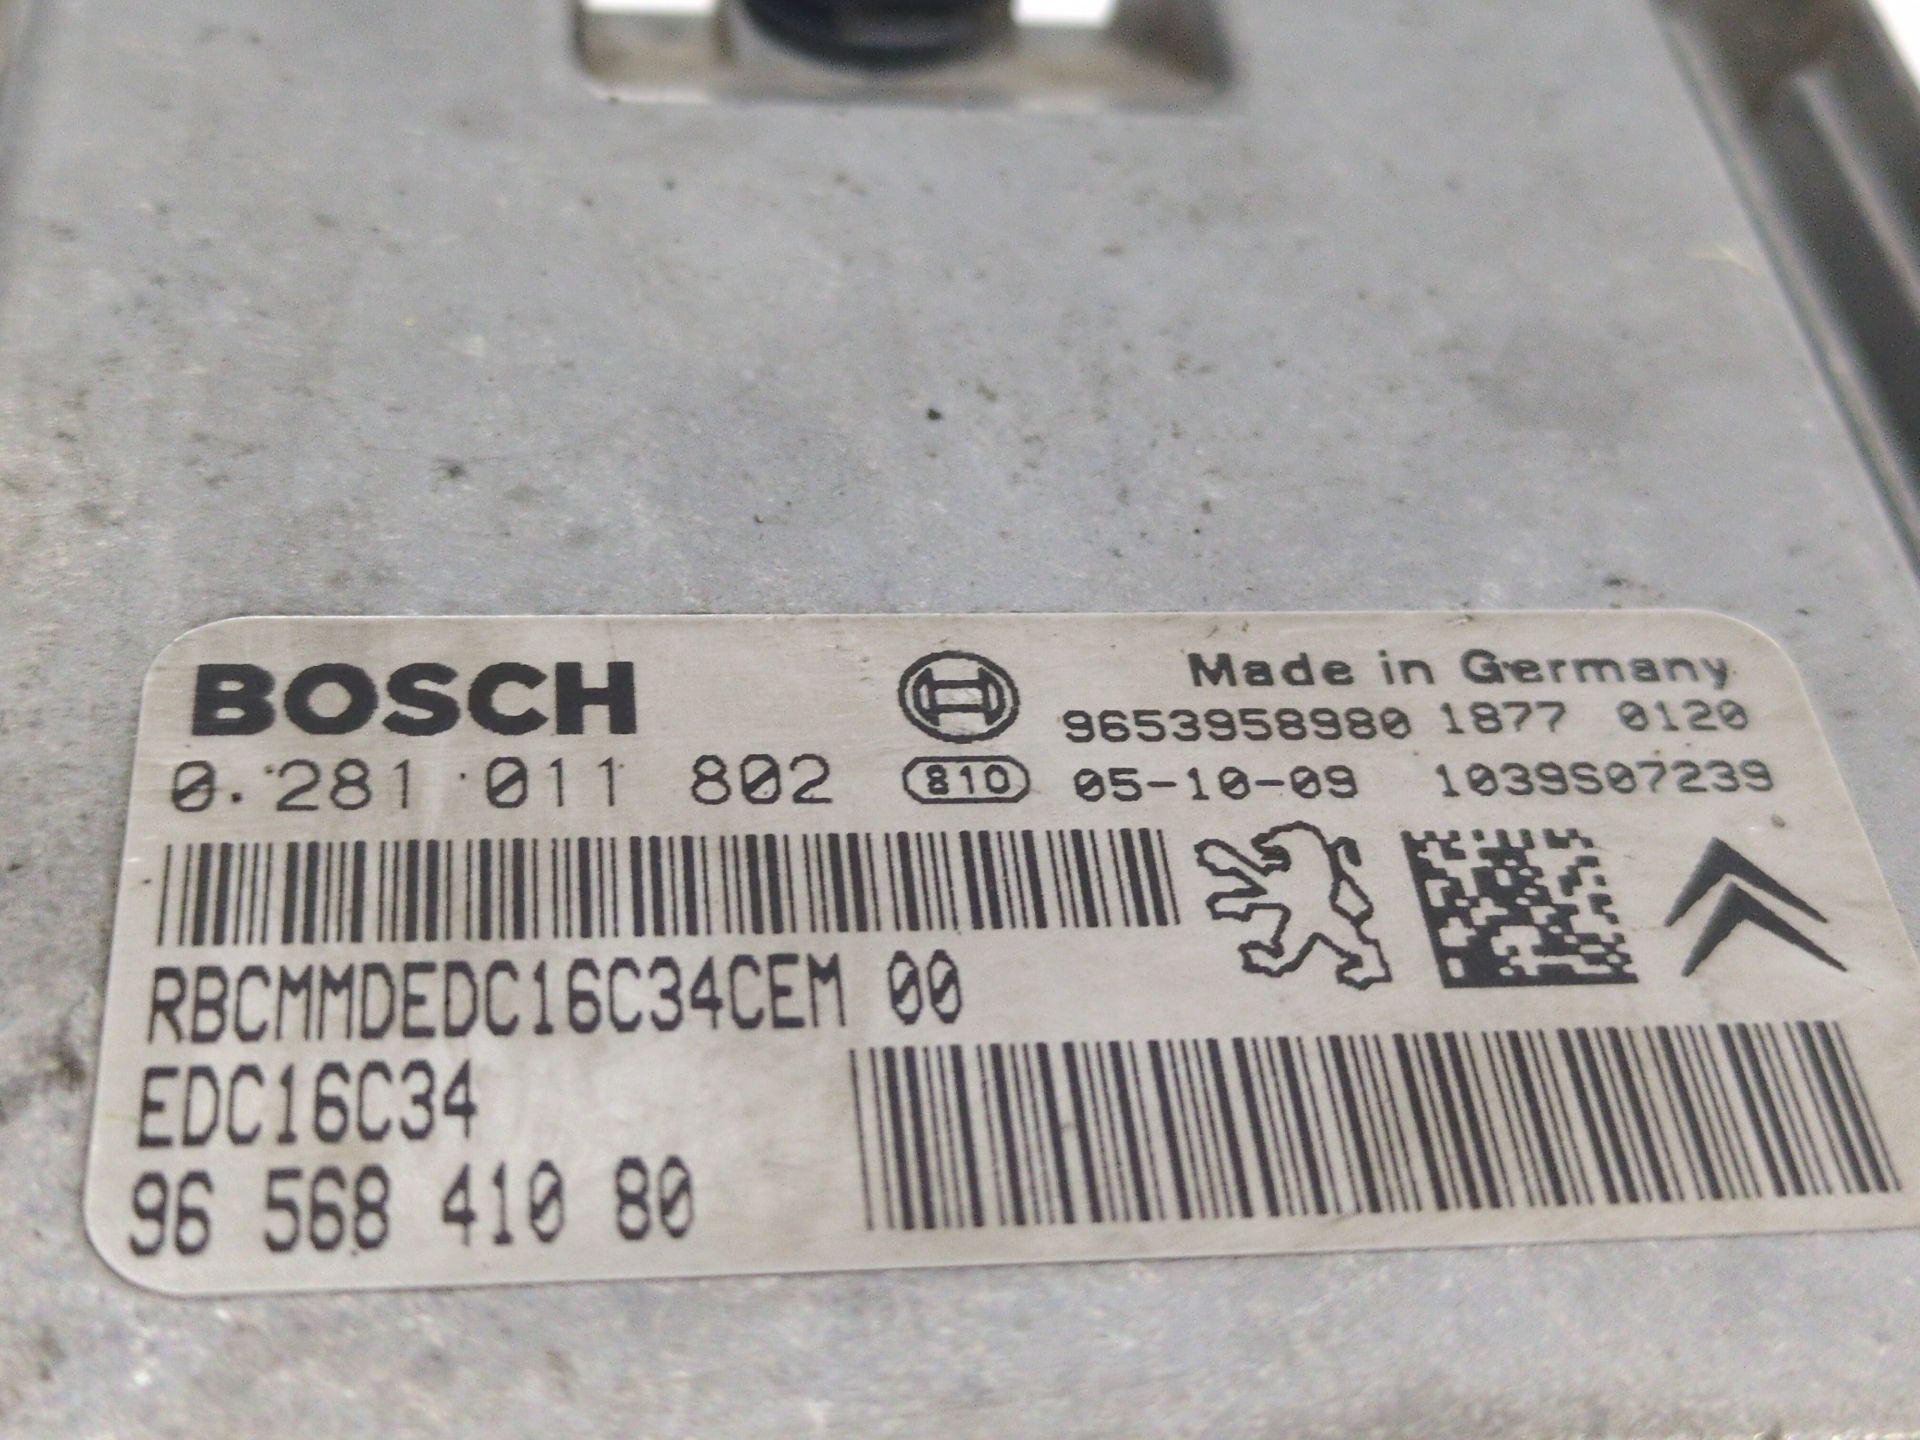 BOSCH
Made in Germany
9653958980 1877 0120
0.281 011 802
810 05-10-09 1039S07239
RBCMMDEDC16C34CEM 00
EDC16C34
96 568 410 80